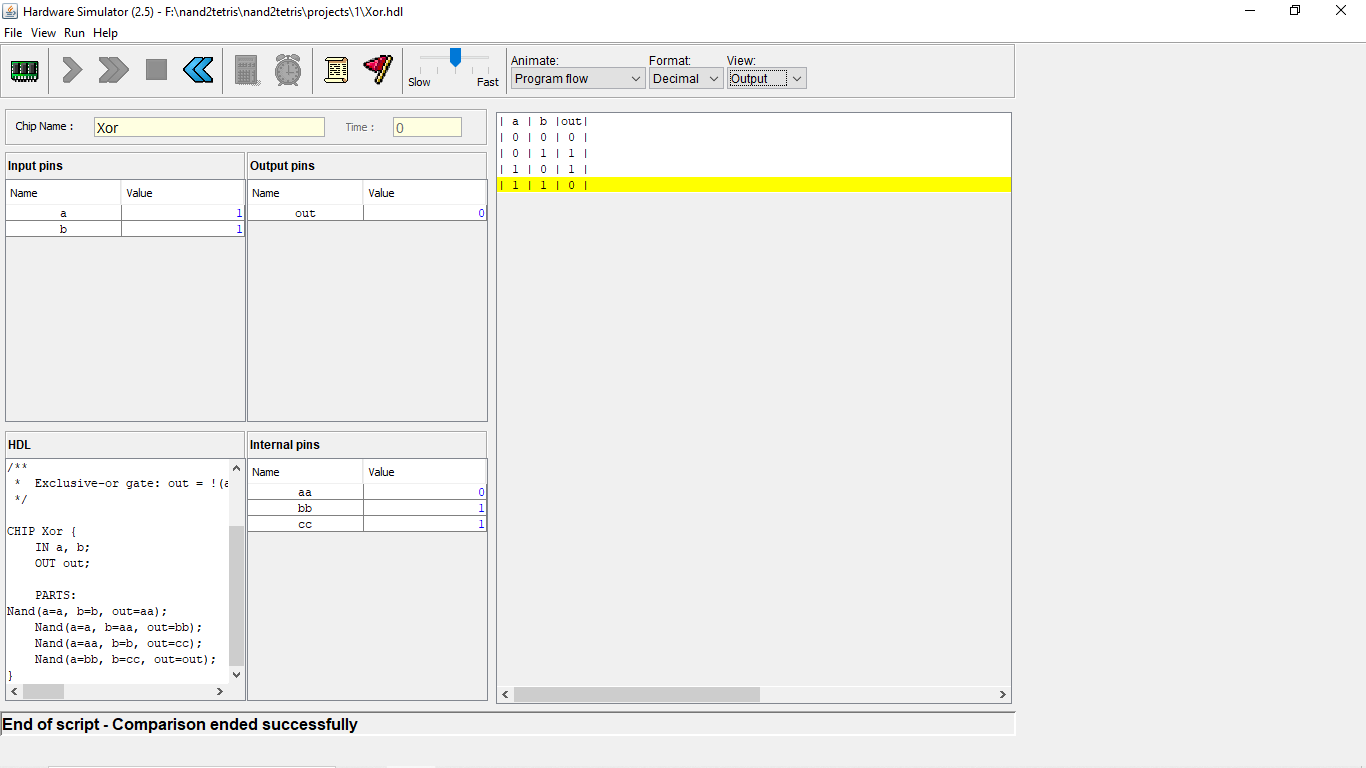 Hardware Simulator (2.5) - F:\nand2tetris\nand2tetris\projects\1\Xor.hdl
File View Run Help
Slow Fast
Animate:
Program flow
Format:
Decimal
View:
Output
Chip Name : Xor Time : 0
Input pins
Name Value
a 1
b 1
Output pins
Name Value
out 0
HDL
/**
* Exclusive-or gate: out = !(a
*/
CHIP Xor {
IN a, b;
OUT out;
PARTS:
Nand(a=a, b=b, out=aa);
Nand(a=a, b=aa, out=bb);
Nand(a=aa, b=b, out=cc);
Nand(a=bb, b=cc, out=out);
}
Internal pins
Name Value
aa 0
bb 1
cc 1
| a | b |out|
| 0 | 0 | 0 |
| 0 | 1 | 1 |
| 1 | 0 | 1 |
| 1 | 1 | 0 |
End of script - Comparison ended successfully